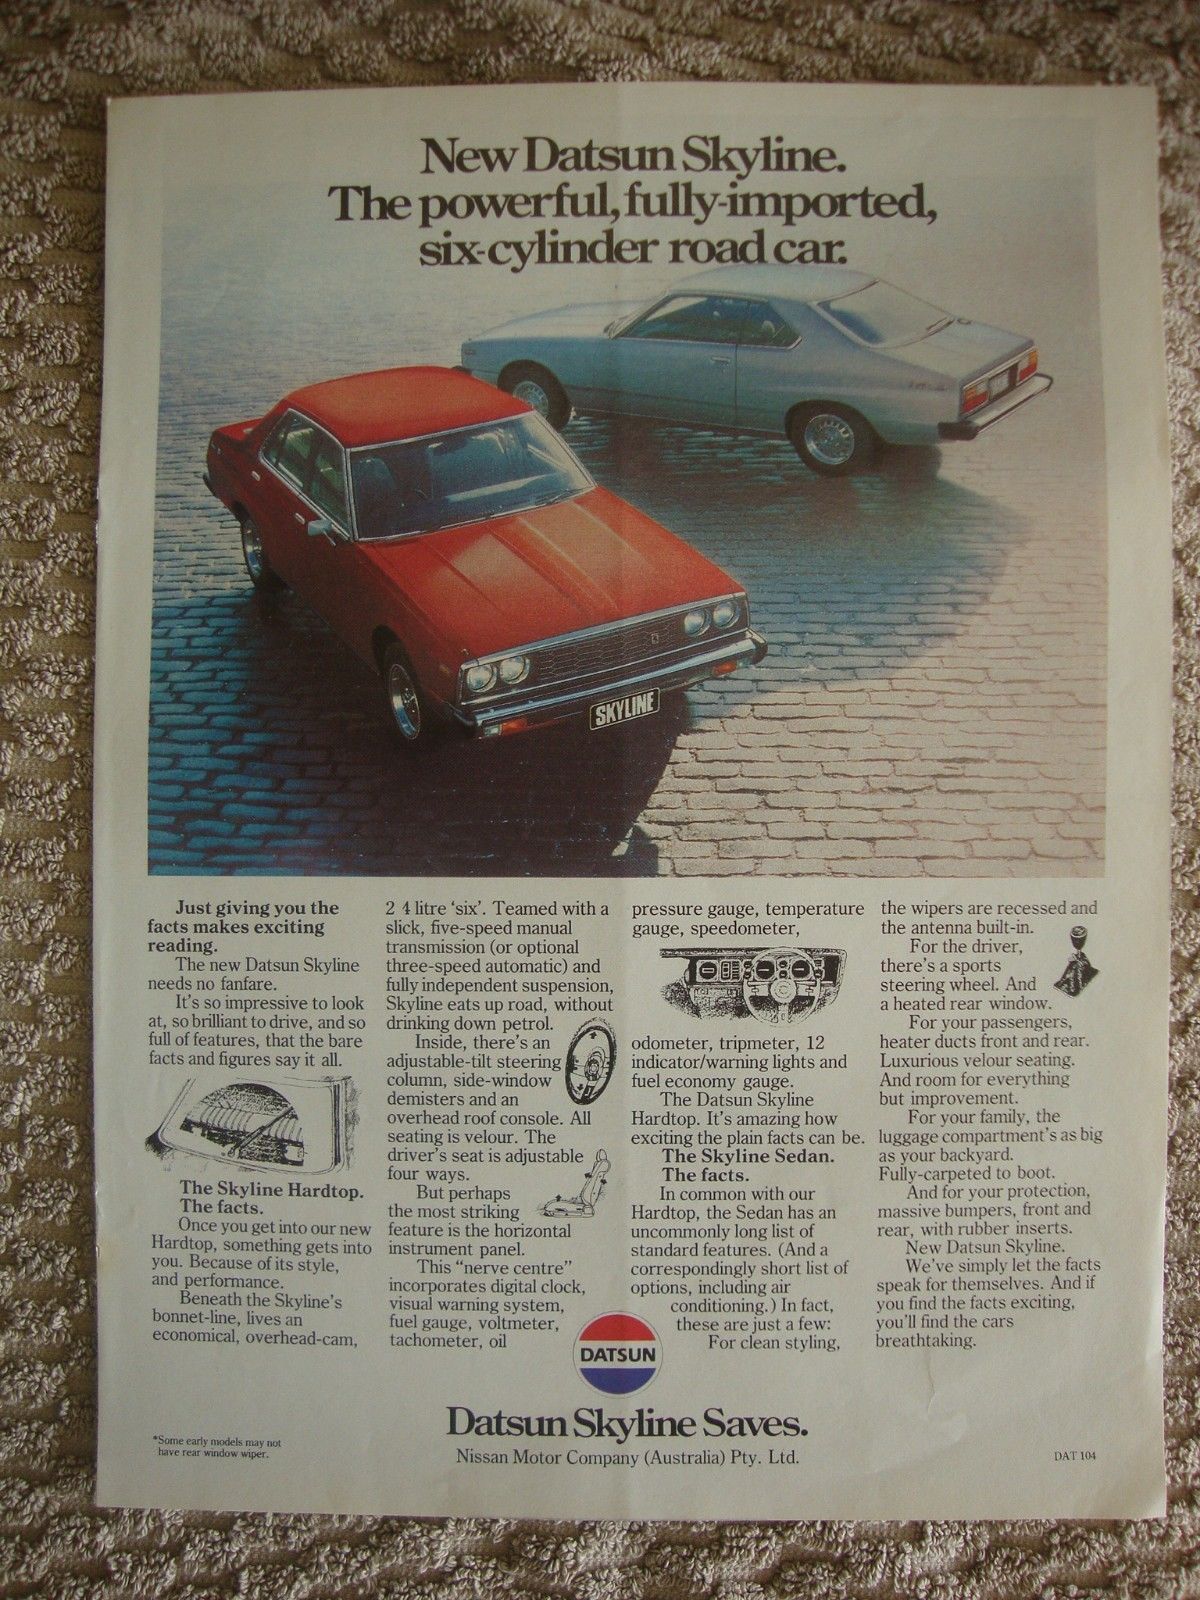 New Datsun Skyline.
The powerful, fully-imported,
six-cylinder road car.
SKYLINE
Just giving you the
facts makes exciting
reading.
The new Datsun Skyline
needs no fanfare.
It's so impressive to look
at, so brilliant to drive, and so
full of features, that the bare
facts and figures say it all.
The Skyline Hardtop.
The facts.
Once you get into our new
Hardtop, something gets into
you. Because of its style,
and performance.
Beneath the Skyline's
bonnet-line, lives an
economical, overhead-cam,
2 4 litre 'six'. Teamed with a
slick, five-speed manual
transmission (or optional
three-speed automatic) and
fully independent suspension,
Skyline eats up road, without
drinking down petrol.
Inside, there's an
adjustable-tilt steering
column, side-window
demisters and an
overhead roof console. All
seating is velour. The
driver's seat is adjustable
four ways.
But perhaps
the most striking
feature is the horizontal
instrument panel.
This "nerve centre"
incorporates digital clock,
visual warning system,
fuel gauge, voltmeter,
tachometer, oil
pressure gauge, temperature
gauge, speedometer,
odometer, tripmeter, 12
indicator/warning lights and
fuel economy gauge.
The Datsun Skyline
Hardtop. It's amazing how
exciting the plain facts can be.
The Skyline Sedan.
The facts.
In common with our
Hardtop, the Sedan has an
uncommonly long list of
standard features. (And a
correspondingly short list of
options, including air
conditioning.) In fact,
these are just a few:
For clean styling,
the wipers are recessed and
the antenna built-in.
For the driver,
there's a sports
steering wheel. And
a heated rear window.
For your passengers,
heater ducts front and rear.
Luxurious velour seating.
And room for everything
but improvement.
For your family, the
luggage compartment's as big
as your backyard.
Fully-carpeted to boot.
And for your protection,
massive bumpers, front and
rear, with rubber inserts.
New Datsun Skyline.
We've simply let the facts
speak for themselves. And if
you find the facts exciting,
you'll find the cars
breathtaking.
DATSUN
Datsun Skyline Saves.
Nissan Motor Company (Australia) Pty. Ltd.
*Some early models may not
have rear window wiper.
DAT 104